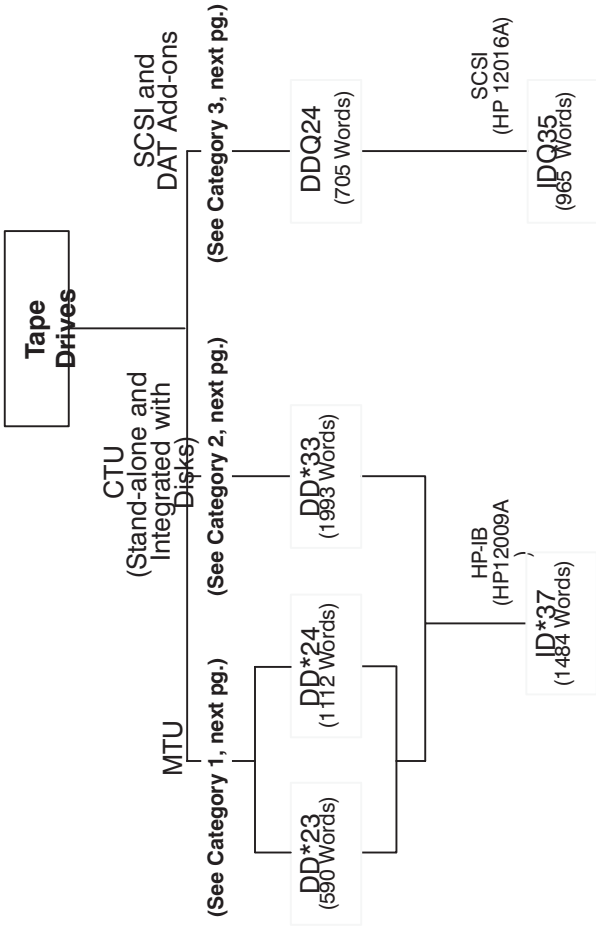 Tape
Drives
MTU
(See Category 1, next pg.)
CTU
(Stand-alone and
Integrated with
Disks)
(See Category 2, next pg.)
SCSI and
DAT Add-ons
(See Category 3, next pg.)
DD*23
(590 Words)
DD*24
(1112 Words)
DD*33
(1993 Words)
DDQ24
(705 Words)
HP-IB
(HP12009A
)
ID*37
(1484 Words)
SCSI
(HP 12016A)
IDQ35
(965 Words)